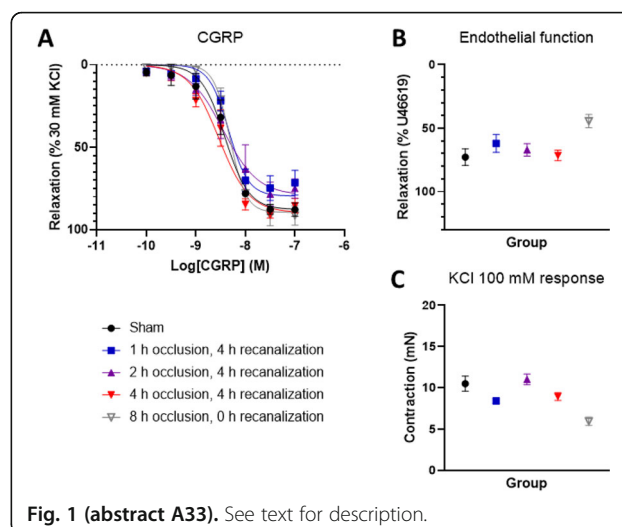 A
CGRP
Relaxation (% 30 mM KCl)
0
50
100
-11
-10
-9
-8
-7
-6
Log[CGRP] (M)
Sham
1 h occlusion, 4 h recanalization
2 h occlusion, 4 h recanalization
4 h occlusion, 4 h recanalization
8 h occlusion, 0 h recanalization
B
Endothelial function
Relaxation (% U46619)
0
50
100
Group
C
KCl 100 mM response
Contraction (mN)
20
15
10
5
0
Group
Fig. 1 (abstract A33). See text for description.